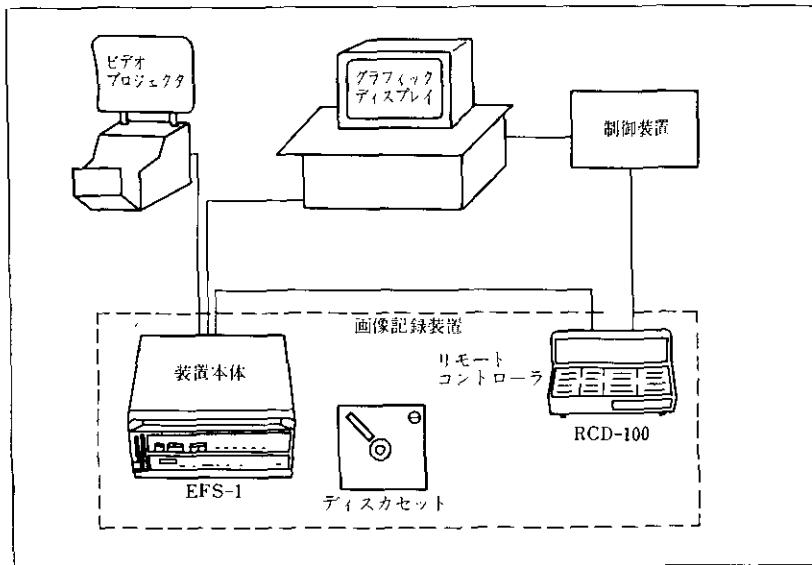 ビデオ
プロジェクタ
グラフィック
ディスプレイ
制御装置
画像記録装置
装置本体
リモート
コントローラ
EFS-1
ディスカセット
RCD-100